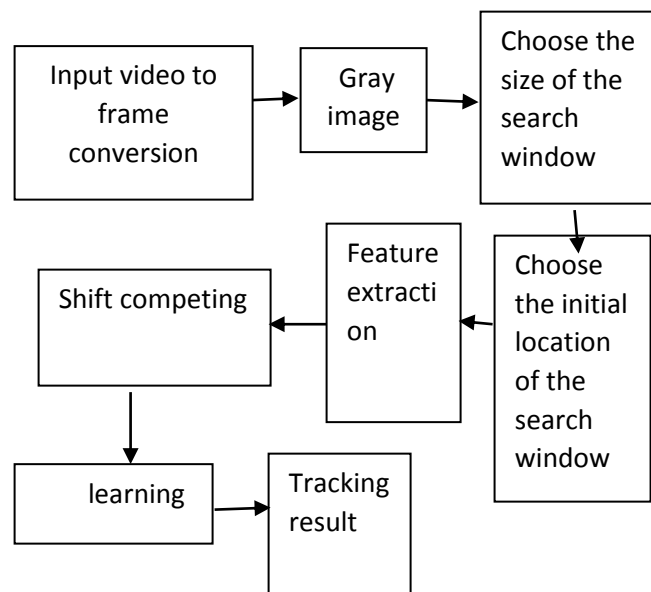 Input video to
frame
conversion
Gray
image
Choose the
size of the
search
window
Choose
the initial
location
of the
search
window
Feature
extracti
on
Shift competing
learning
Tracking
result